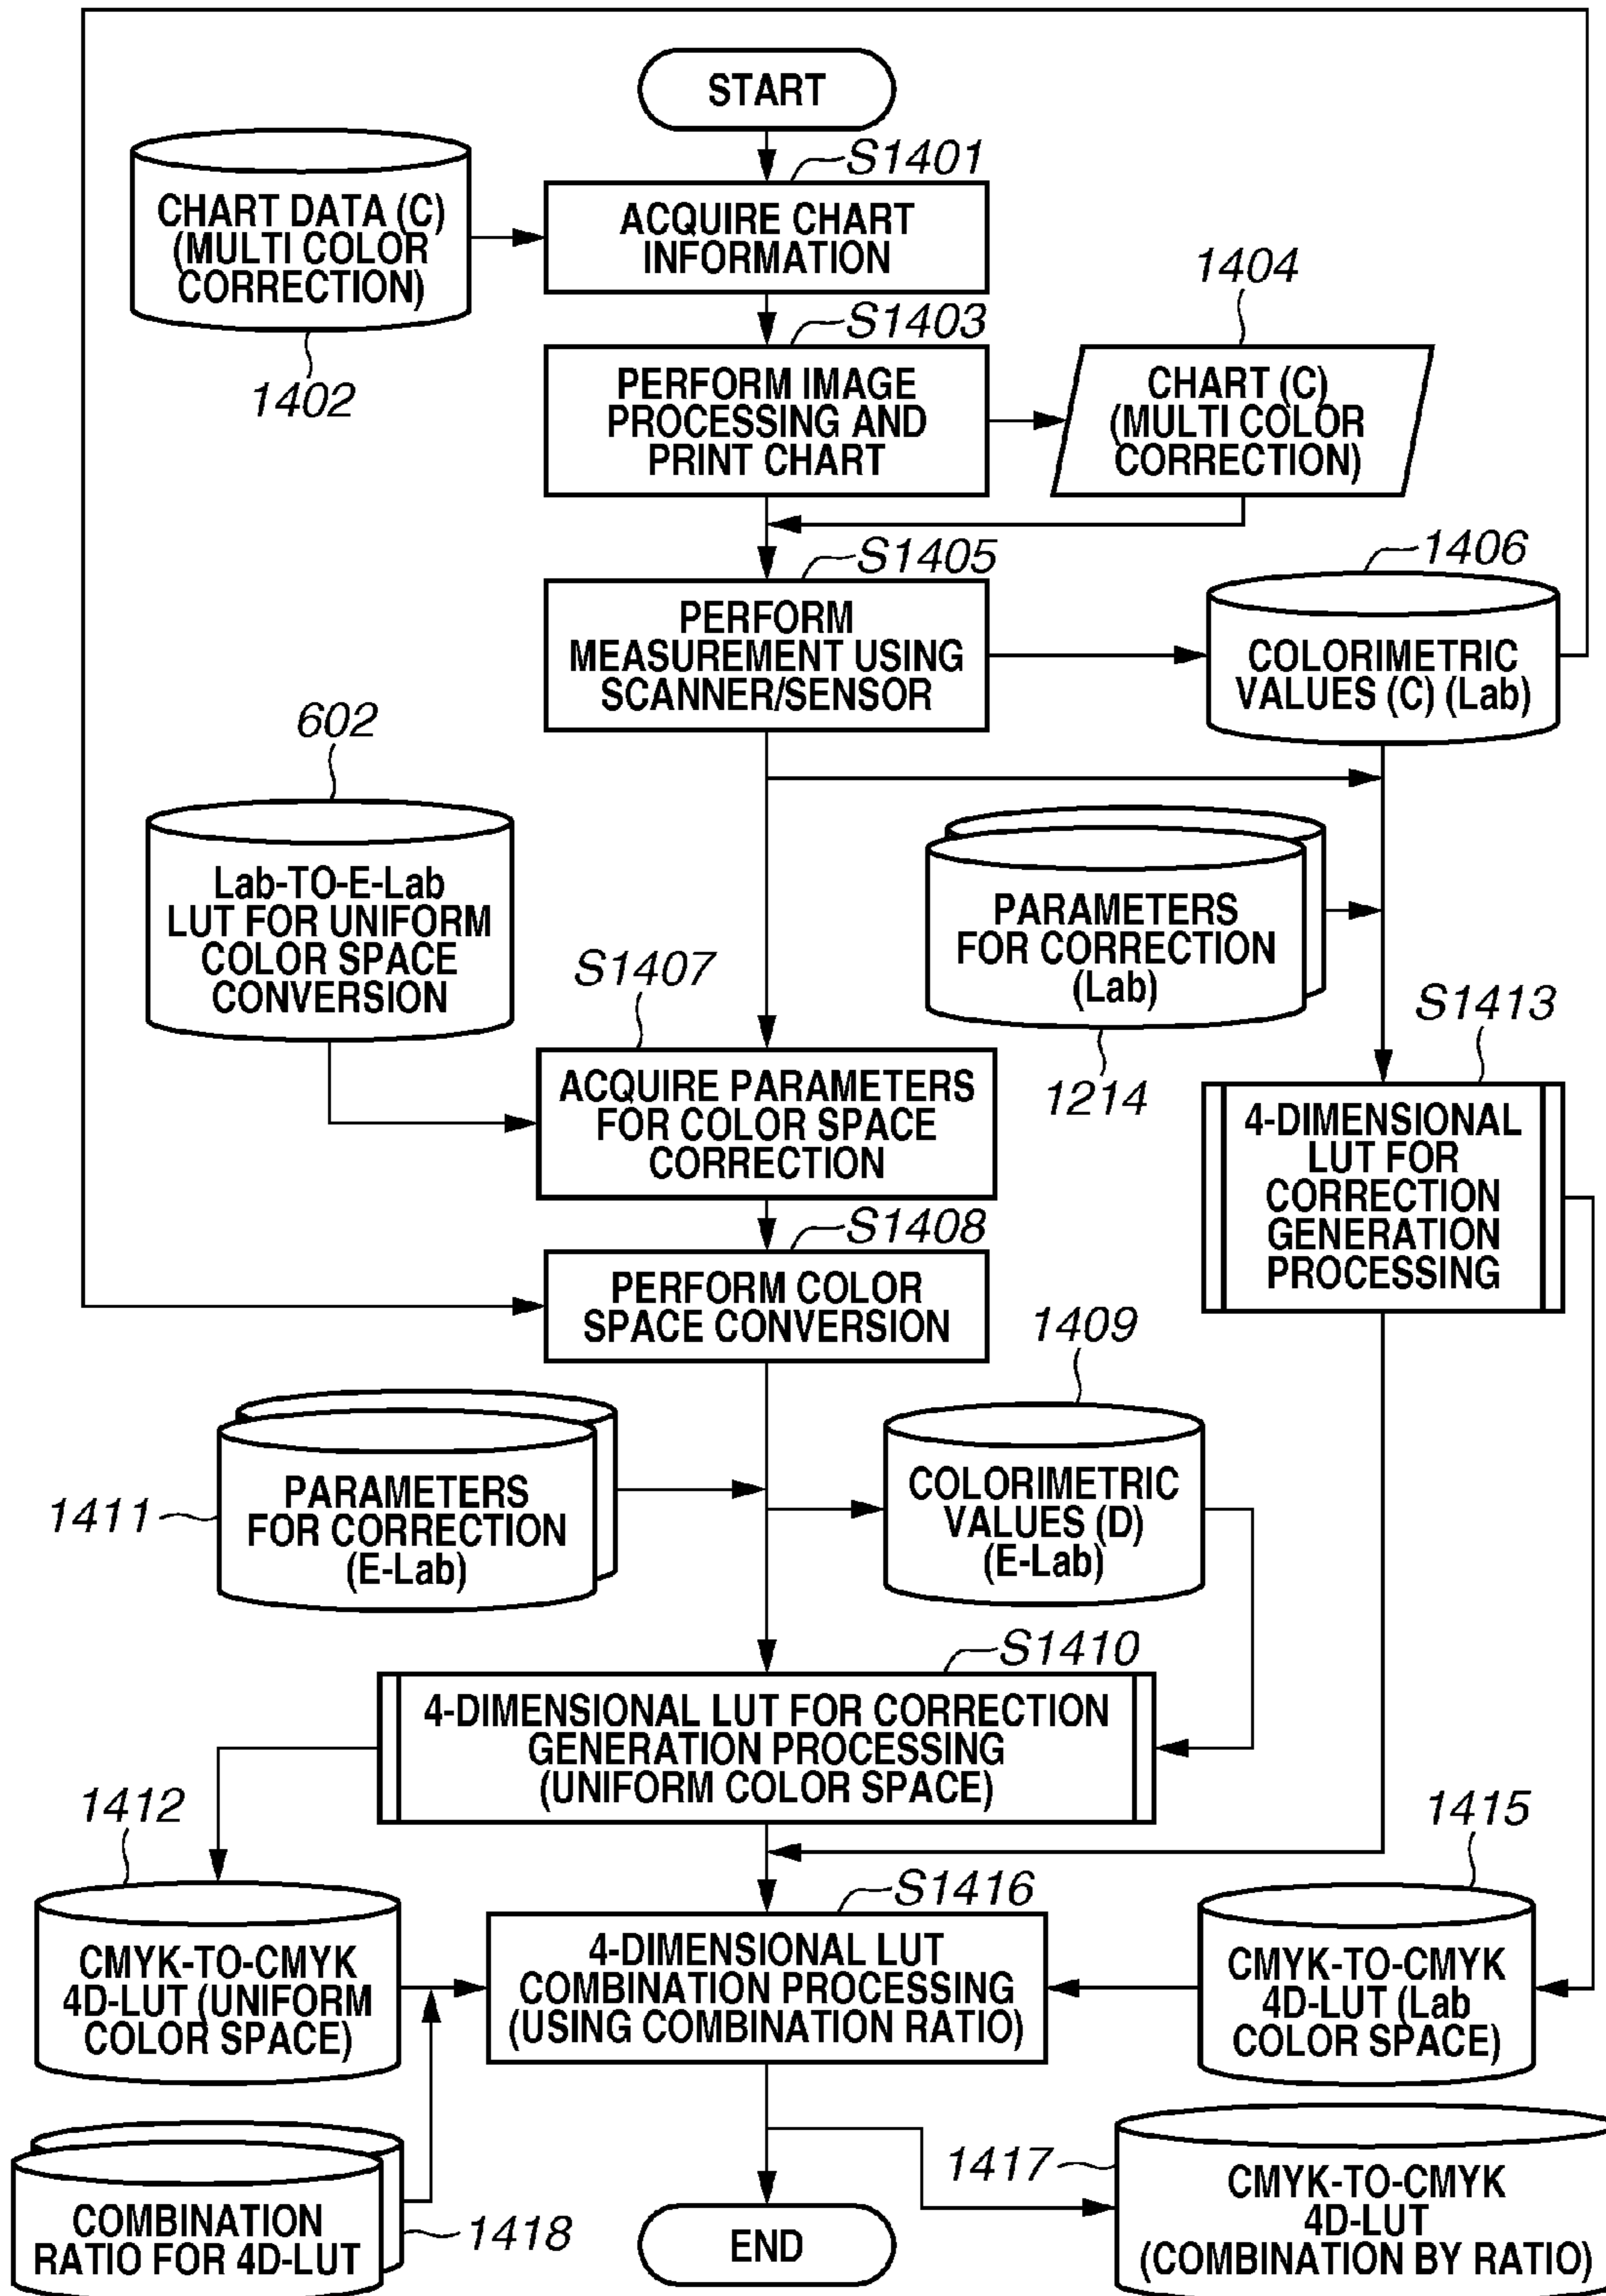 START
S1401
CHART DATA (C)
(MULTI COLOR
CORRECTION)
1402
ACQUIRE CHART
INFORMATION
S1403
1404
PERFORM IMAGE
PROCESSING AND
PRINT CHART
CHART (C)
(MULTI COLOR
CORRECTION)
S1405
1406
PERFORM
MEASUREMENT USING
SCANNER/SENSOR
COLORIMETRIC
VALUES (C) (Lab)
602
Lab-TO-E-Lab
LUT FOR UNIFORM
COLOR SPACE
CONVERSION
PARAMETERS
FOR CORRECTION
(Lab)
1214
S1407
S1413
ACQUIRE PARAMETERS
FOR COLOR SPACE
CORRECTION
4-DIMENSIONAL
LUT FOR
CORRECTION
GENERATION
PROCESSING
S1408
PERFORM COLOR
SPACE CONVERSION
1409
1411
PARAMETERS
FOR CORRECTION
(E-Lab)
COLORIMETRIC
VALUES (D)
(E-Lab)
S1410
4-DIMENSIONAL LUT FOR CORRECTION
GENERATION PROCESSING
(UNIFORM COLOR SPACE)
1412
1415
S1416
CMYK-TO-CMYK
4D-LUT (UNIFORM
COLOR SPACE)
4-DIMENSIONAL LUT
COMBINATION PROCESSING
(USING COMBINATION RATIO)
CMYK-TO-CMYK
4D-LUT (Lab
COLOR SPACE)
COMBINATION
RATIO FOR 4D-LUT
1418
END
1417
CMYK-TO-CMYK
4D-LUT
(COMBINATION BY RATIO)